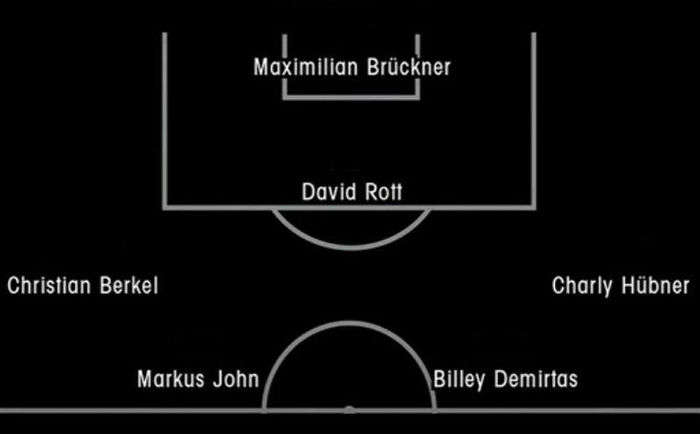 Maximilian Brückner
David Rott
Christian Berkel
Charly Hübner
Markus John
Billey Demirtas